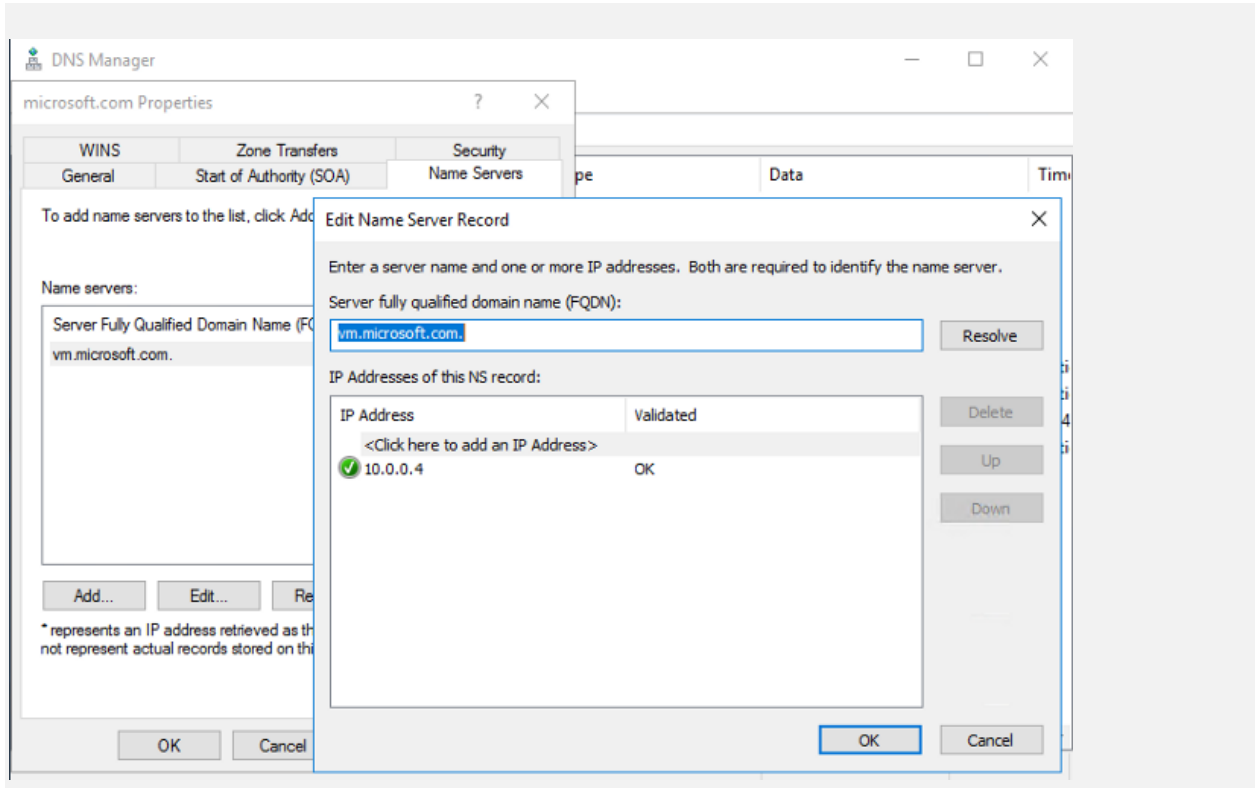 DNS Manager
microsoft.com Properties
?
WINS Zone Transfers Security
General Start of Authority (SOA) Name Servers
pe Data
To add name servers to the list, click
Edit Name Server Record
Enter a server name and one or more IP addresses. Both are required to identify the name server.
Name servers:
Server fully qualified domain name (FQDN):
Server Fully Qualified Domain Name
vm.microsoft.com.
vm.microsoft.com.
Resolve
IP Addresses of this NS record:
IP Address Validated
<Click here to add an IP Address>
10.0.0.4 OK
Delete
Up
Down
Add... Edit...
* represents an IP address retrieved as
not represent actual records stored on
OK Cancel
OK Cancel